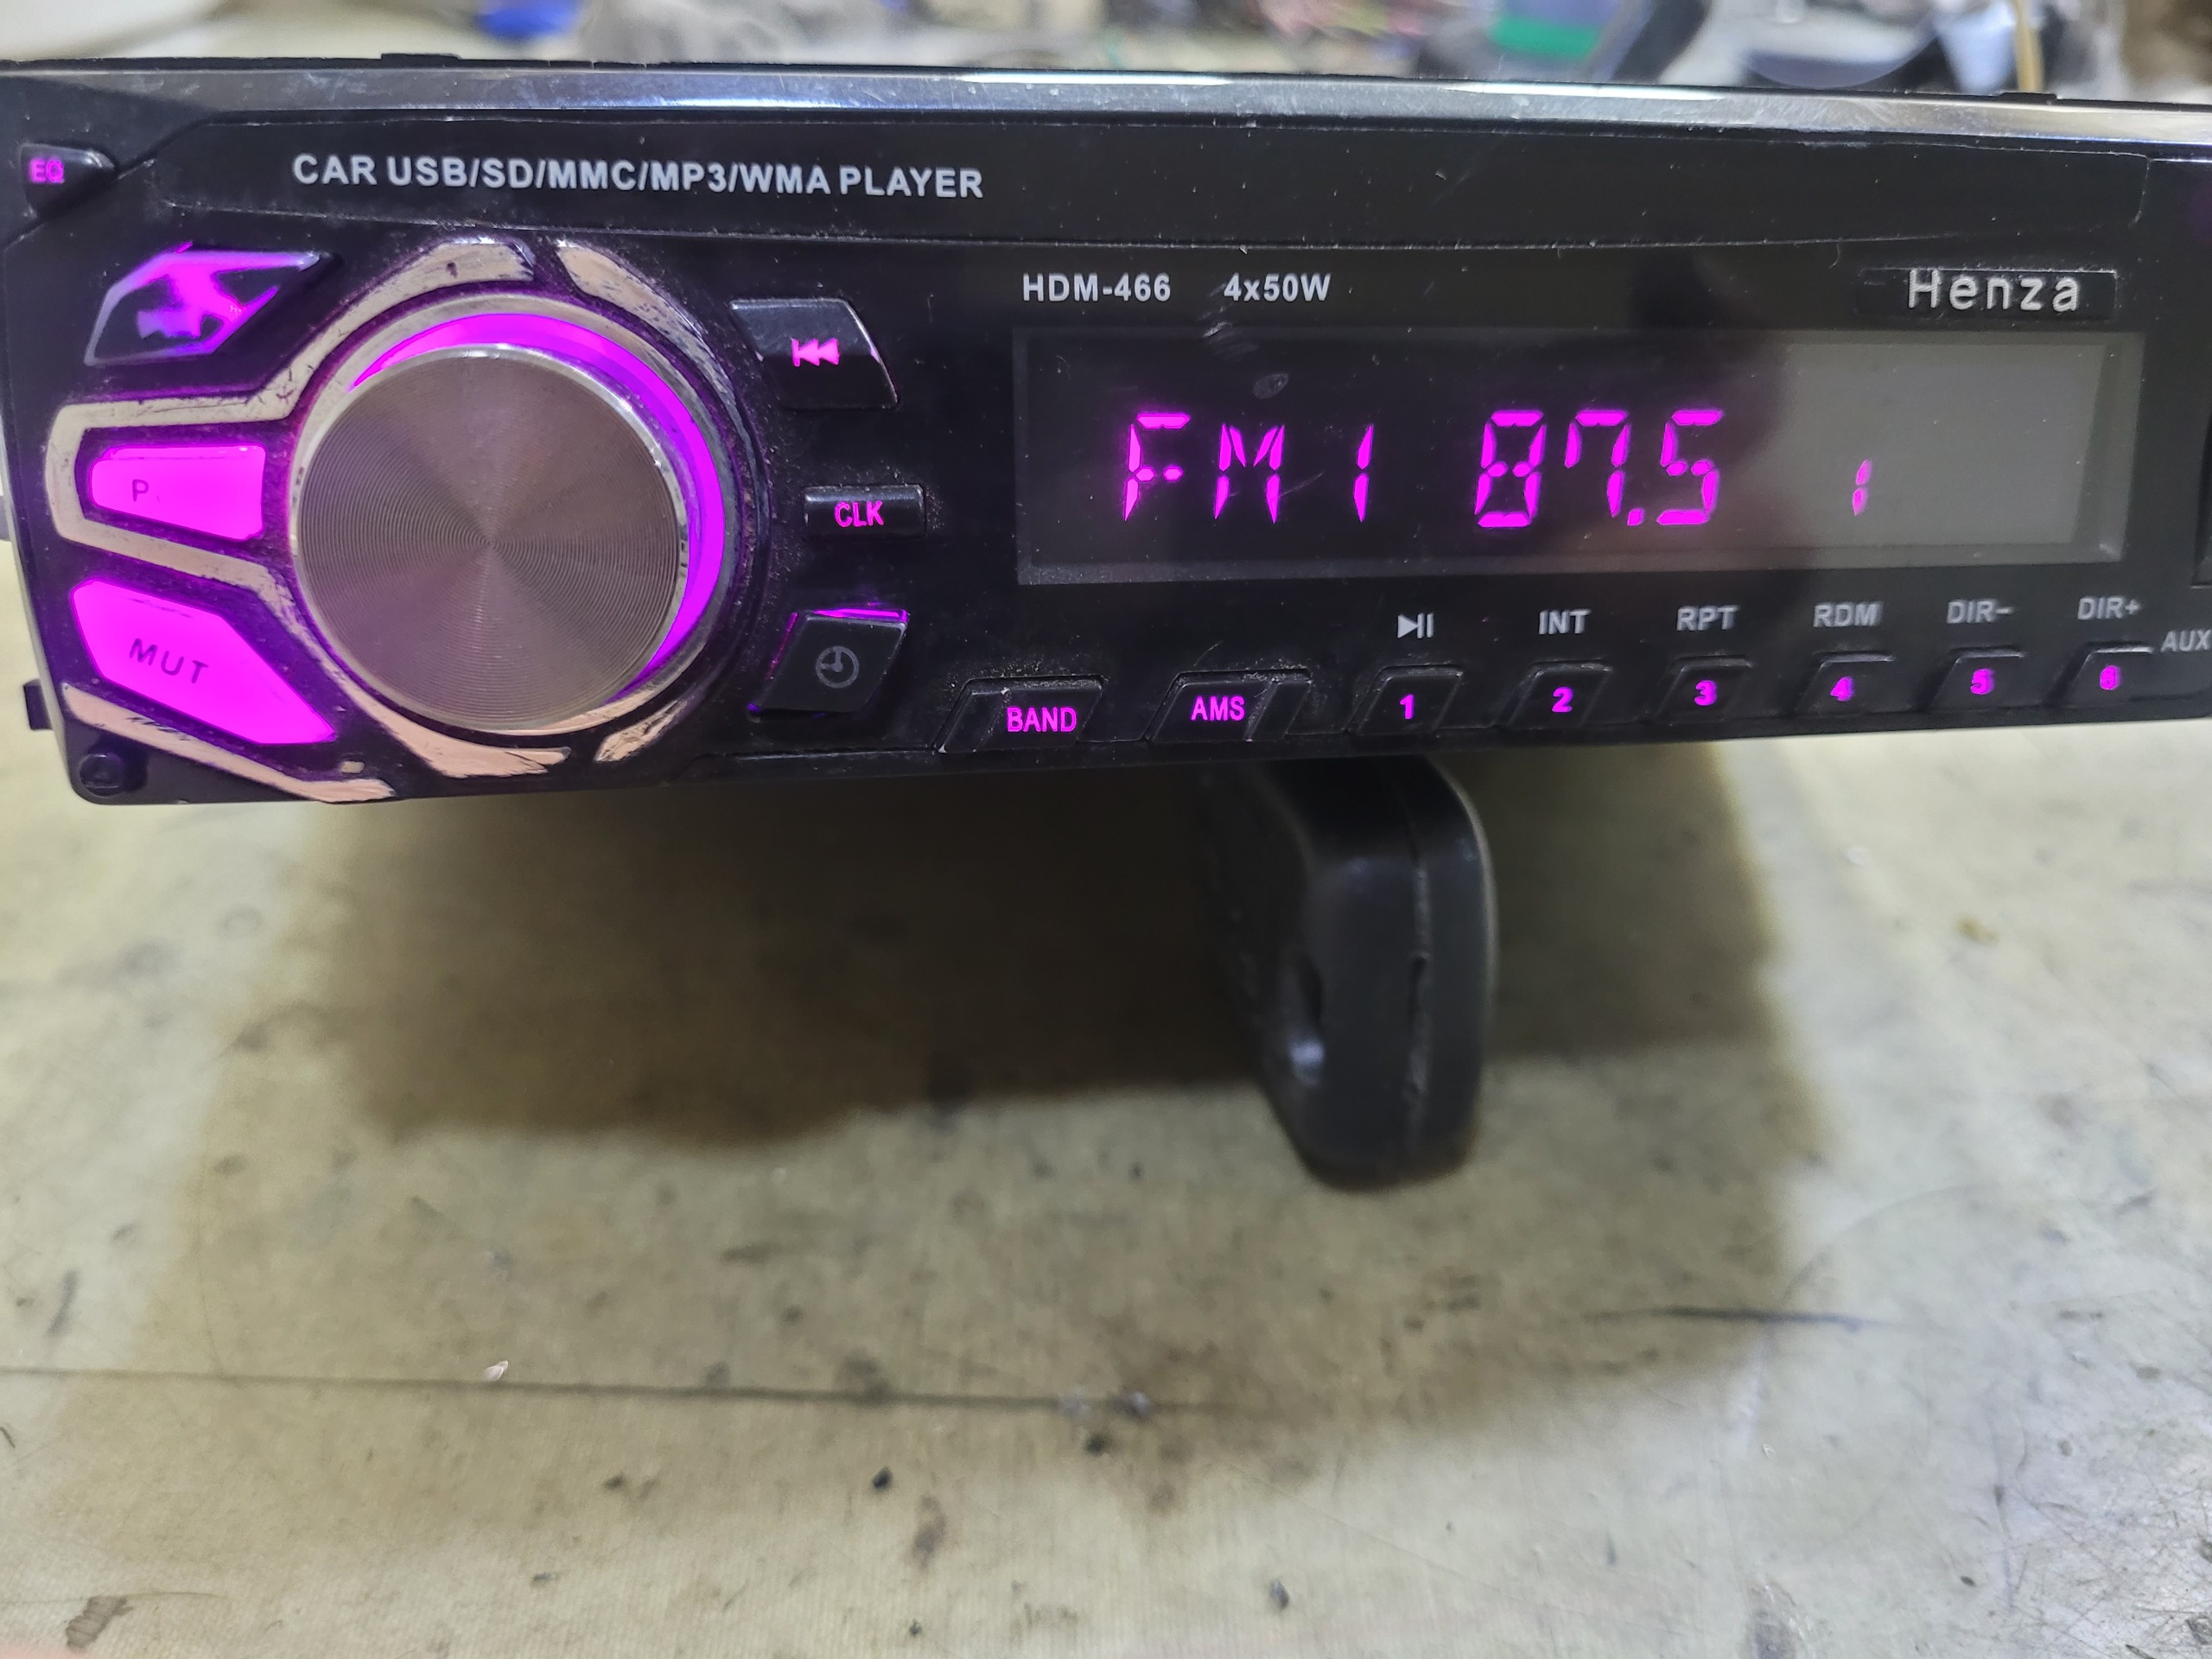 EQ
CAR USB/SD/MMC/MP3/WMA PLAYER
HDM-466 4x50W
Henza
FM1 87.5 1
P
CLK
MUT
INT RPT RDM DIR- DIR+
AUX
BAND AMS 1 2 3 4 5 6